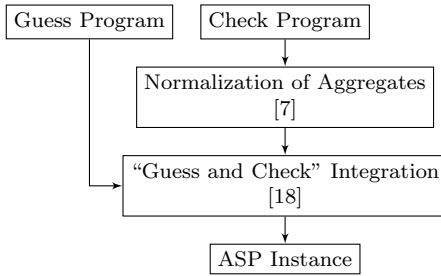 Guess Program
Check Program
Normalization of Aggregates
[7]
“Guess and Check” Integration
[18]
ASP Instance